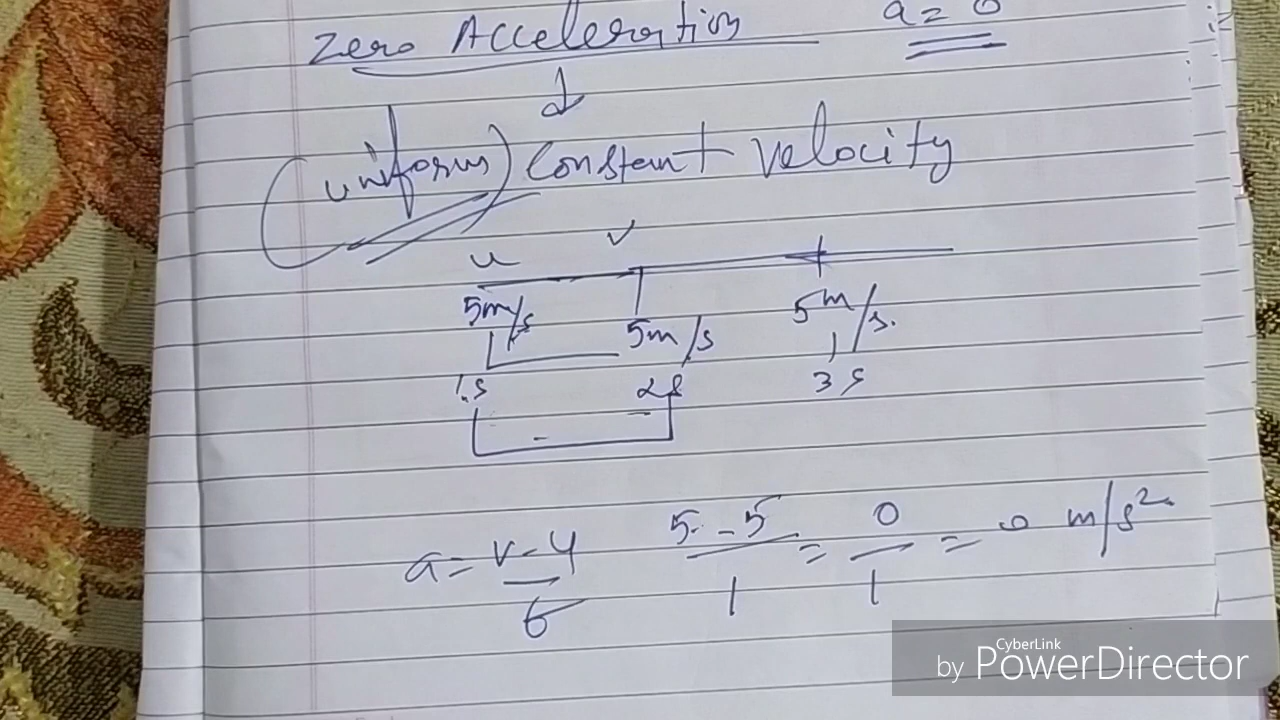 Zero Acceleration a = 0
(uniform) Constant velocity
u v
5m/s 5m/s 5m/s.
1.s 2s 3s
a = v-u/t 5-5/1 = 0/1 = 0 m/s²
CyberLink
by PowerDirector